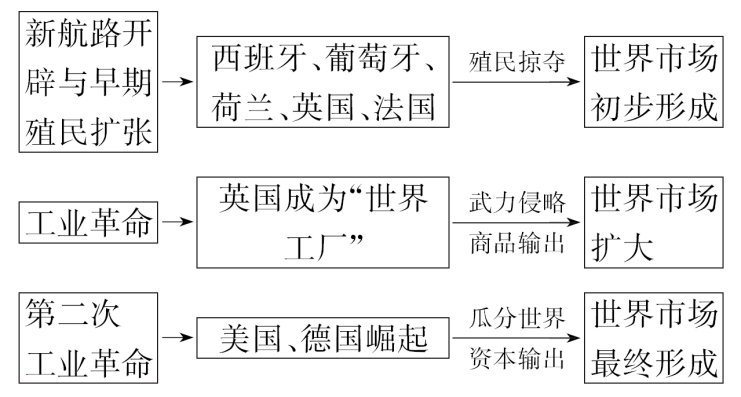 新航路开
辟与早期
殖民扩张
西班牙、葡萄牙、
荷兰、英国、法国
殖民掠夺
世界市场
初步形成
工业革命
英国成为“世界
工厂”
武力侵略
商品输出
世界市场
扩大
第二次
工业革命
美国、德国崛起
瓜分世界
资本输出
世界市场
最终形成